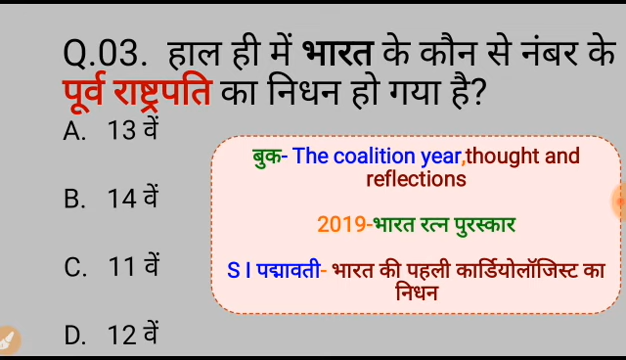 Q.03. हाल ही में भारत के कौन से नंबर के
पूर्व राष्ट्रपति का निधन हो गया है?
A. 13 वें
B. 14 वें
C. 11 वें
D. 12 वें
बुक- The coalition year,thought and
reflections
2019-भारत रत्न पुरस्कार
S I पद्मावती- भारत की पहली कार्डियोलॉजिस्ट का
निधन